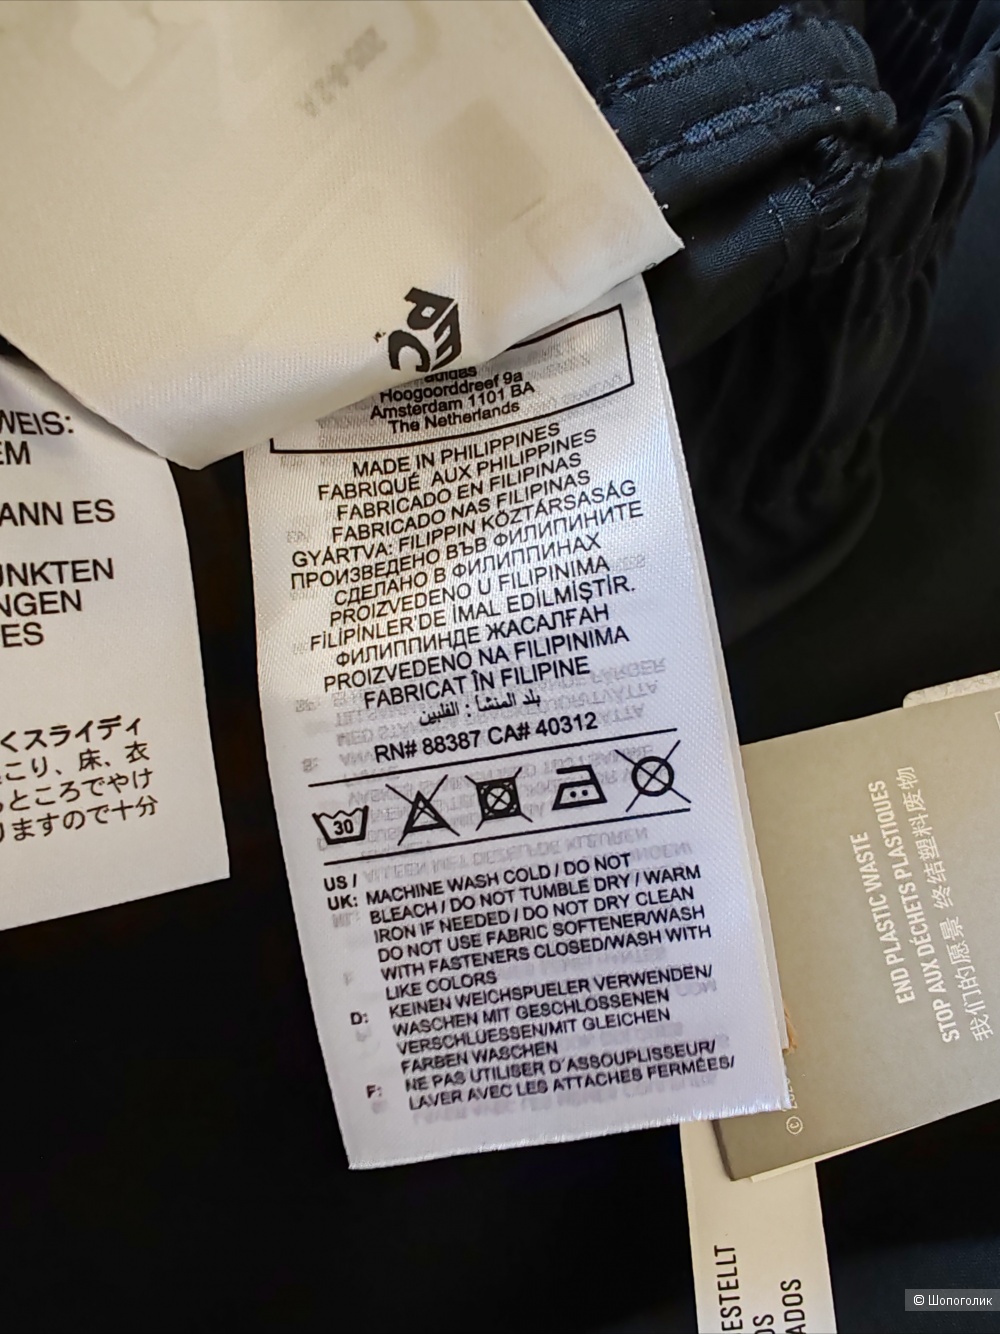 WEIS:
EM
ANN ES
UNKTEN
NGEN
ES
くスライディ
こり、床、衣
るところでやけ
りますので十分
adidas
Hoogoorddreef 9a
Amsterdam 1101 BA
The Netherlands
MADE IN PHILIPPINES
FABRIQUÉ AUX PHILIPPINES
FABRICADO EN FILIPINAS
FABRICADO NAS FILIPINAS
GYÁRTVA: FILIPPIN KÖZTÁRSASÁG
ПРОИЗВЕДЕНО ВЪВ ФИЛИПИНИТЕ
СДЕЛАНО В ФИЛИППИНАХ
PROIZVEDENO U FILIPINIMA
FİLİPİNLER'DE İMAL EDİLMİŞTİR.
ФИЛИППИНДЕ ЖАСАЛҒАН
PROIZVEDENO NA FILIPINIMA
FABRICAT ÎN FILIPINE
بلد المنشأ : الفلبين
RN# 88387 CA# 40312
30
US /
UK: MACHINE WASH COLD / DO NOT
BLEACH / DO NOT TUMBLE DRY / WARM
IRON IF NEEDED / DO NOT DRY CLEAN
DO NOT USE FABRIC SOFTENER/WASH
WITH FASTENERS CLOSED/WASH WITH
LIKE COLORS
D: KEINEN WEICHSPUELER VERWENDEN/
WASCHEN MIT GESCHLOSSENEN
VERSCHLUESSEN/MIT GLEICHEN
FARBEN WASCHEN
F: NE PAS UTILISER D'ASSOUPLISSEUR/
LAVER AVEC LES ATTACHES FERMÉES/
END PLASTIC WASTE
STOP AUX DÉCHETS PLASTIQUES
我们的愿景 终结塑料废物
ESTELLT
OS
ADOS
© Шопоголик